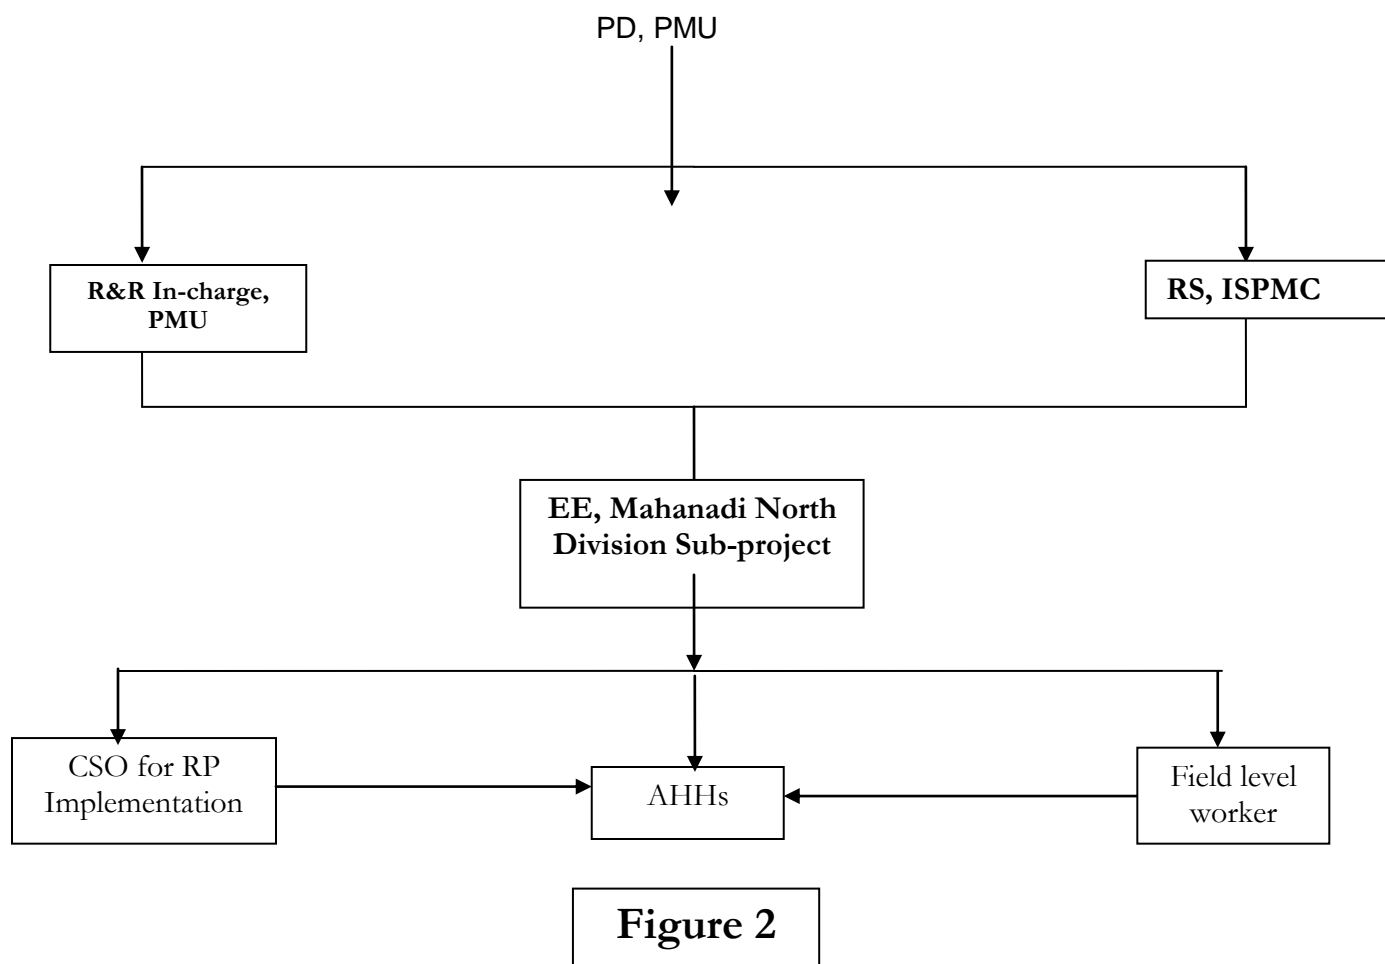 PD, PMU
R&R In-charge,
PMU
RS, ISPMC
EE, Mahanadi North
Division Sub-project
CSO for RP
Implementation
AHHs
Field level
worker
Figure 2